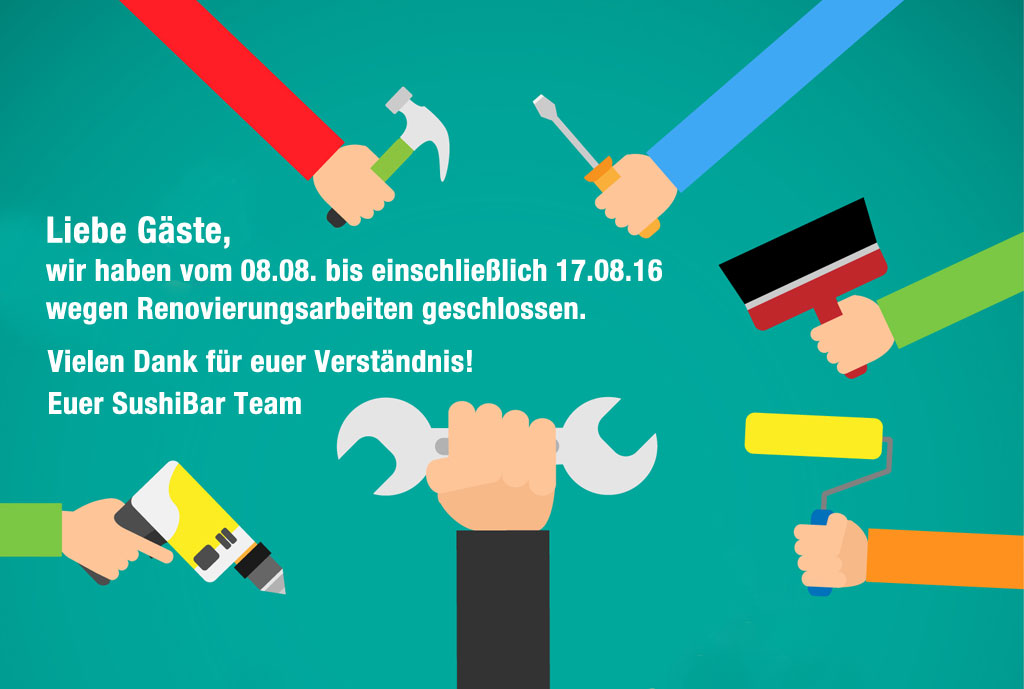 Liebe Gäste,
wir haben vom 08.08. bis einschließlich 17.08.16
wegen Renovierungsarbeiten geschlossen.
Vielen Dank für euer Verständnis!
Euer SushiBar Team